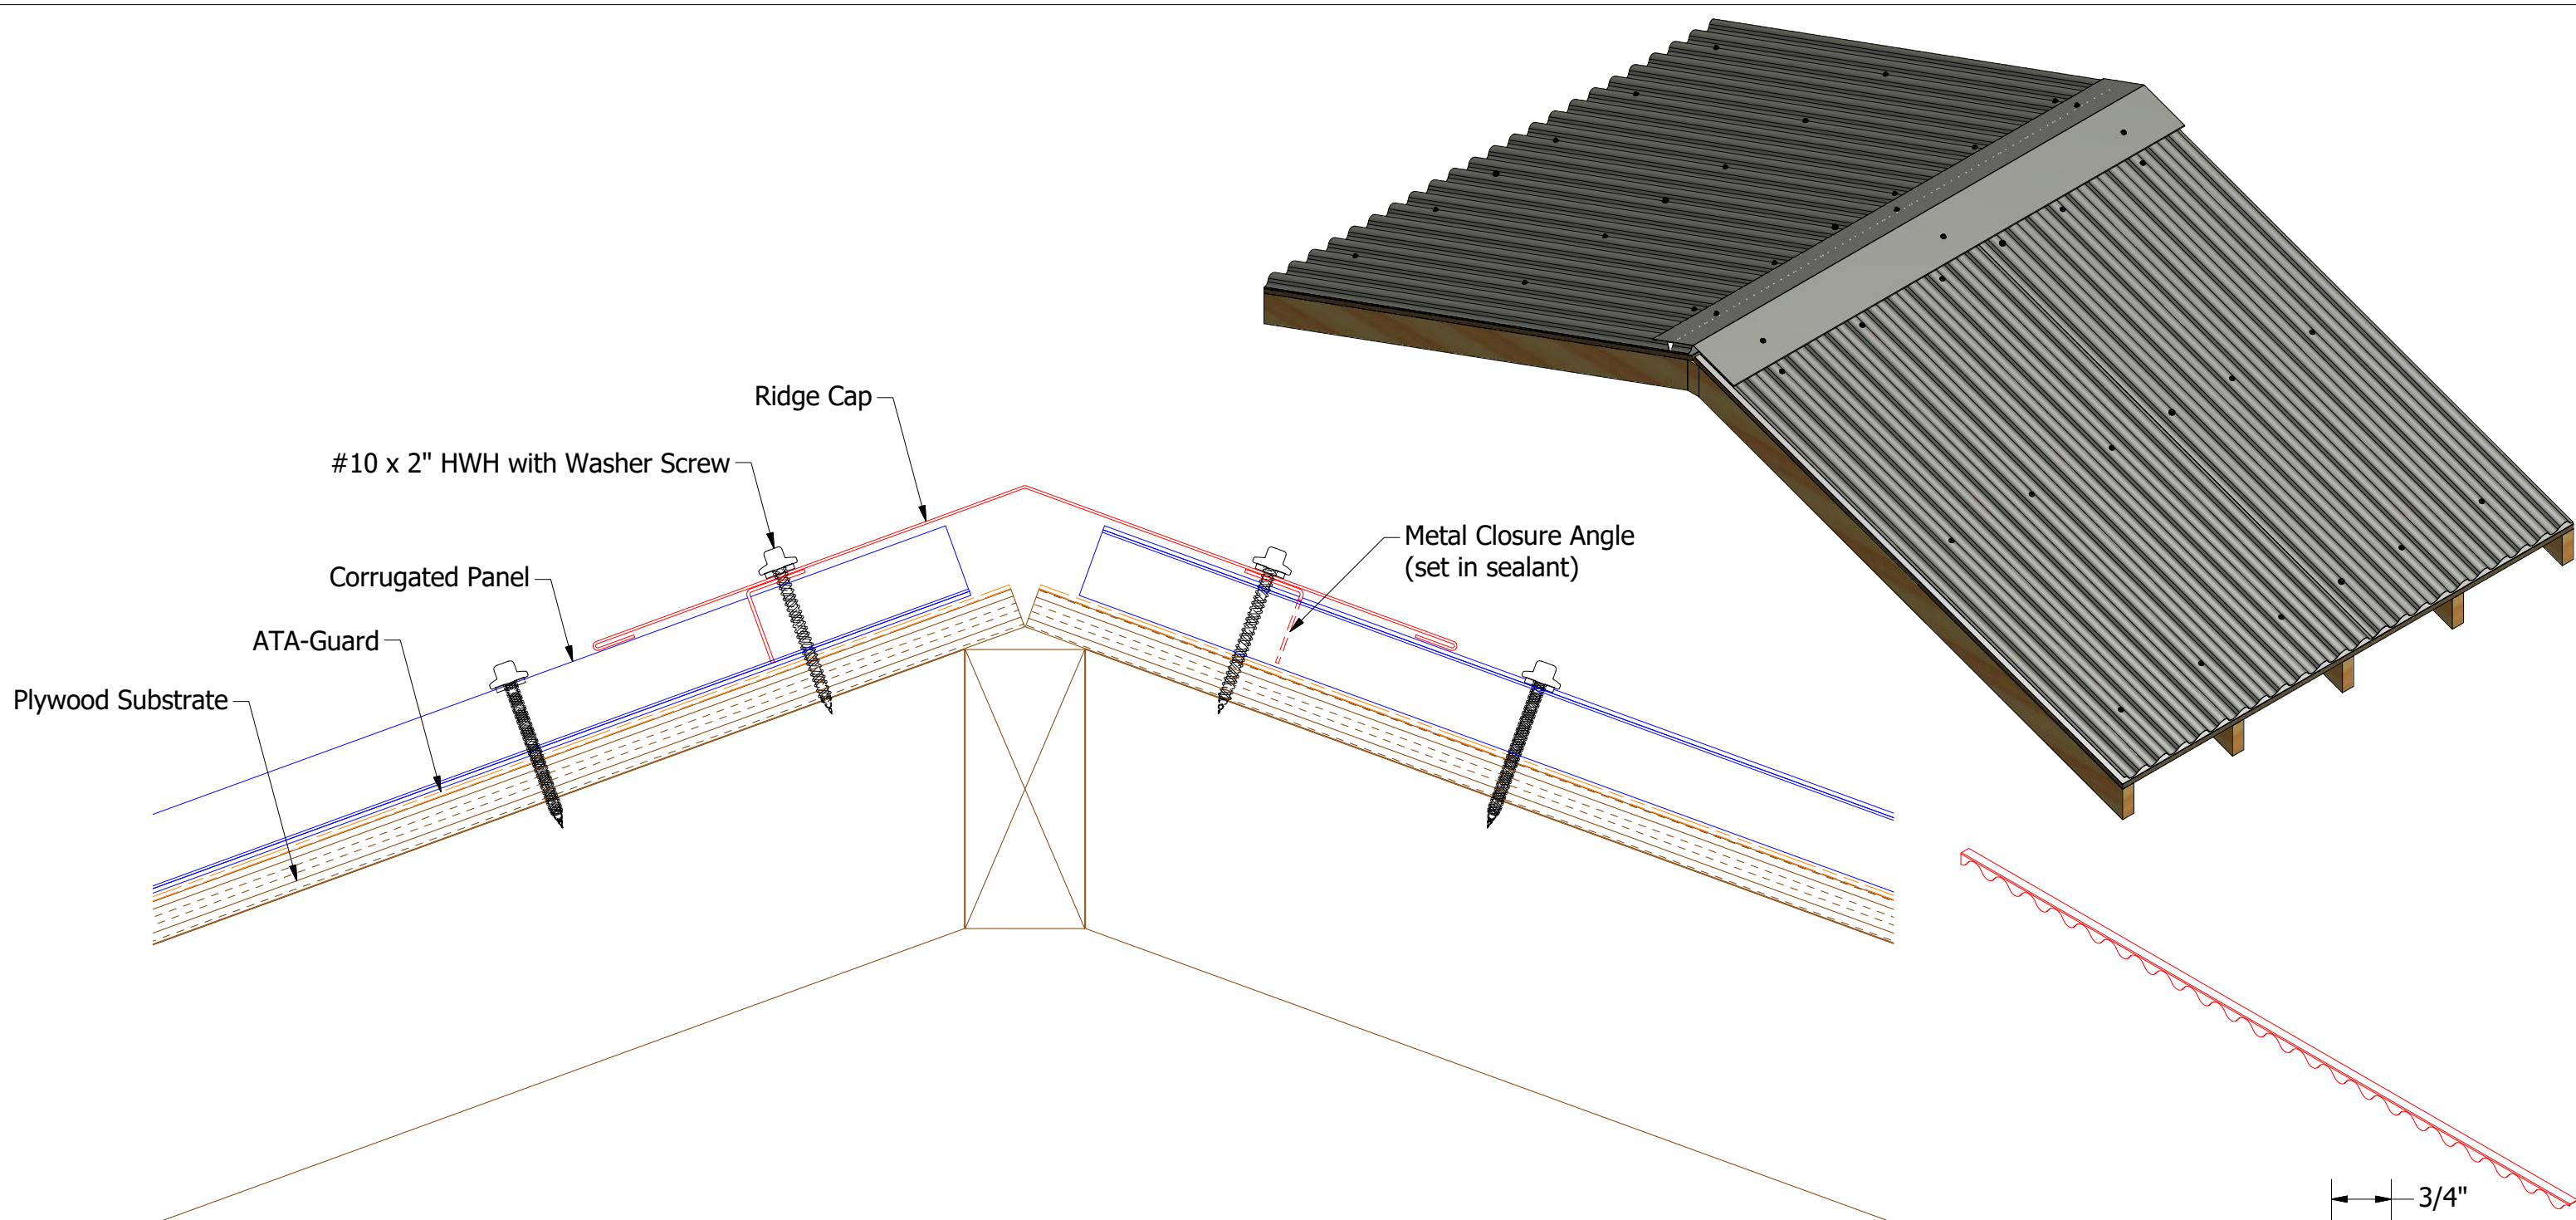 Ridge Cap
#10 x 2" HWH with Washer Screw
Corrugated Panel
ATA-Guard
Plywood Substrate
Metal Closure Angle
(set in sealant)
3/4"